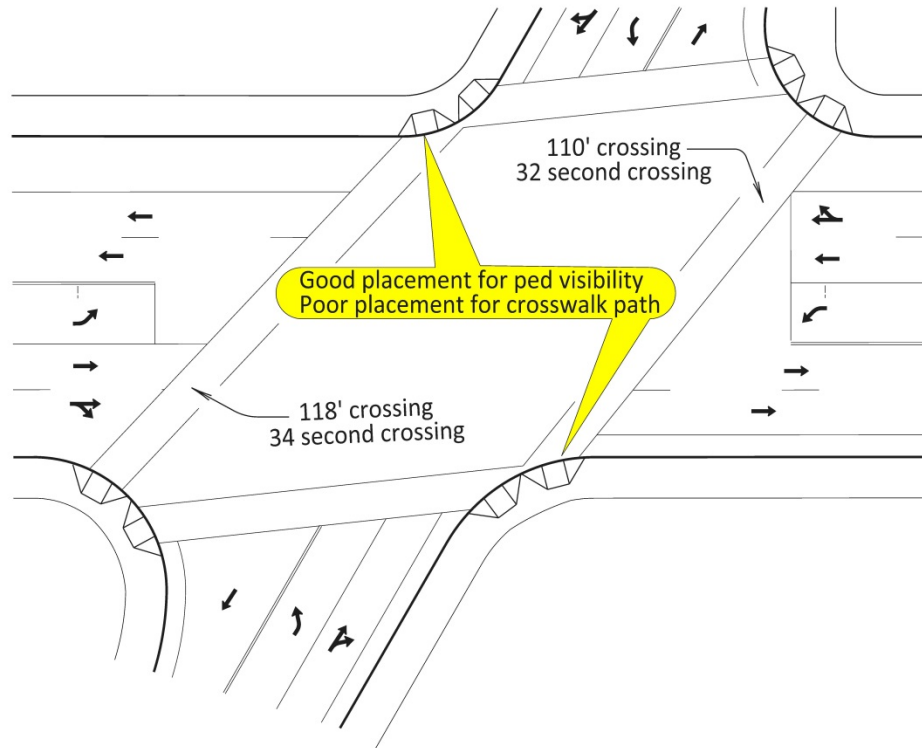 110' crossing
32 second crossing
Good placement for ped visibility
Poor placement for crosswalk path
118' crossing
34 second crossing